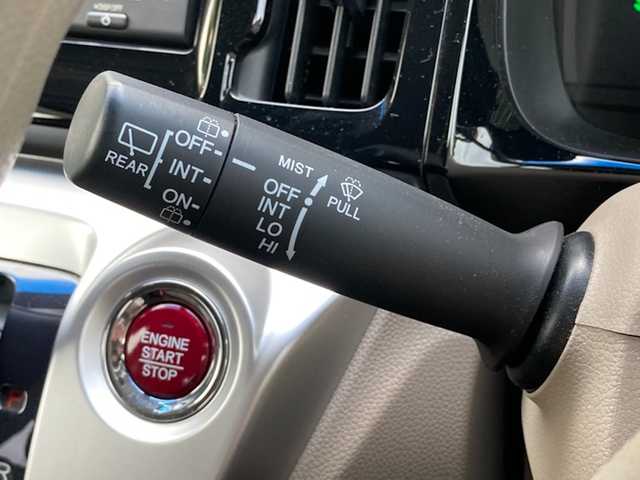 REAR
OFF
INT
ON
MIST
OFF
INT
LO
HI
PULL
ENGINE
START
STOP
R